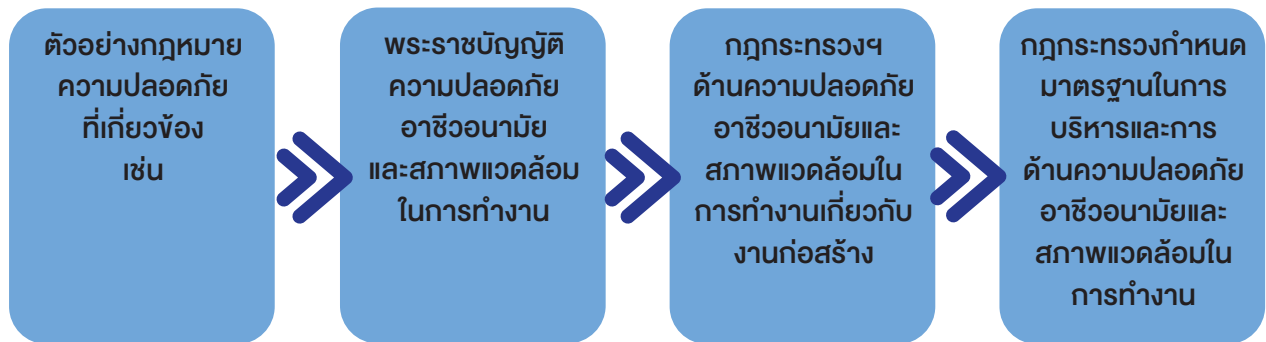 ตัวอย่างกฎหมาย
ความปลอดภัย
ที่เกี่ยวข้อง
เช่น
พระราชบัญญัติ
ความปลอดภัย
อาชีวอนามัย
และสภาพแวดล้อม
ในการทำงาน
กฎกระทรวงฯ
ด้านความปลอดภัย
อาชีวอนามัยและ
สภาพแวดล้อมใน
การทำงานเกี่ยวกับ
งานก่อสร้าง
กฎกระทรวงกำหนด
มาตรฐานในการ
บริหารและการ
ด้านความปลอดภัย
อาชีวอนามัยและ
สภาพแวดล้อมใน
การทำงาน